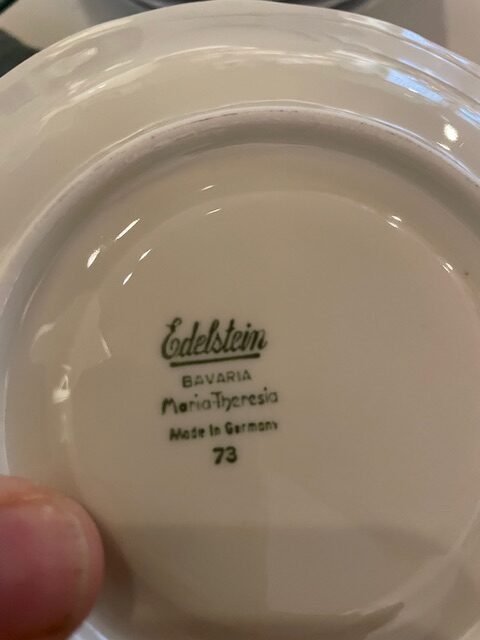 Edelstein
BAVARIA
Maria-Theresia
Made In Germany
73